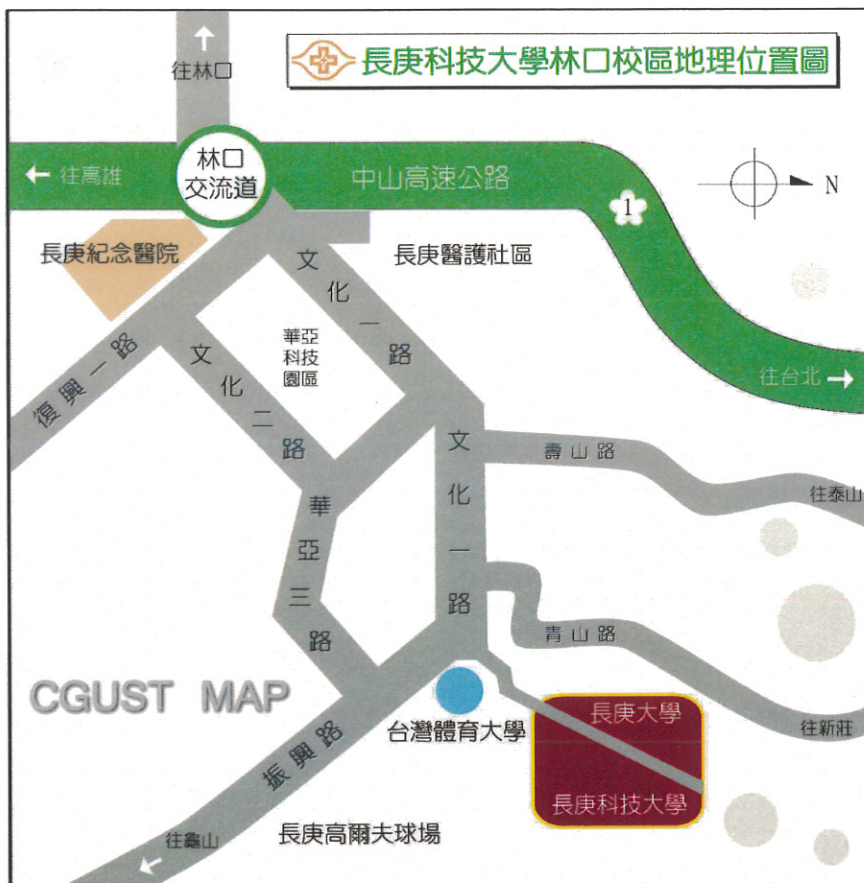 長庚科技大學林口校區地理位置圖
往林口
林口
交流道
往高雄
中山高速公路
1
N
長庚紀念醫院
長庚醫護社區
文化一路
華亞
科技
園區
復興一路
文化二路
往台北
文化一路
壽山路
往泰山
華亞三路
青山路
CGUST MAP
台灣體育大學
長庚大學
往新莊
振興路
長庚科技大學
長庚高爾夫球場
往龜山